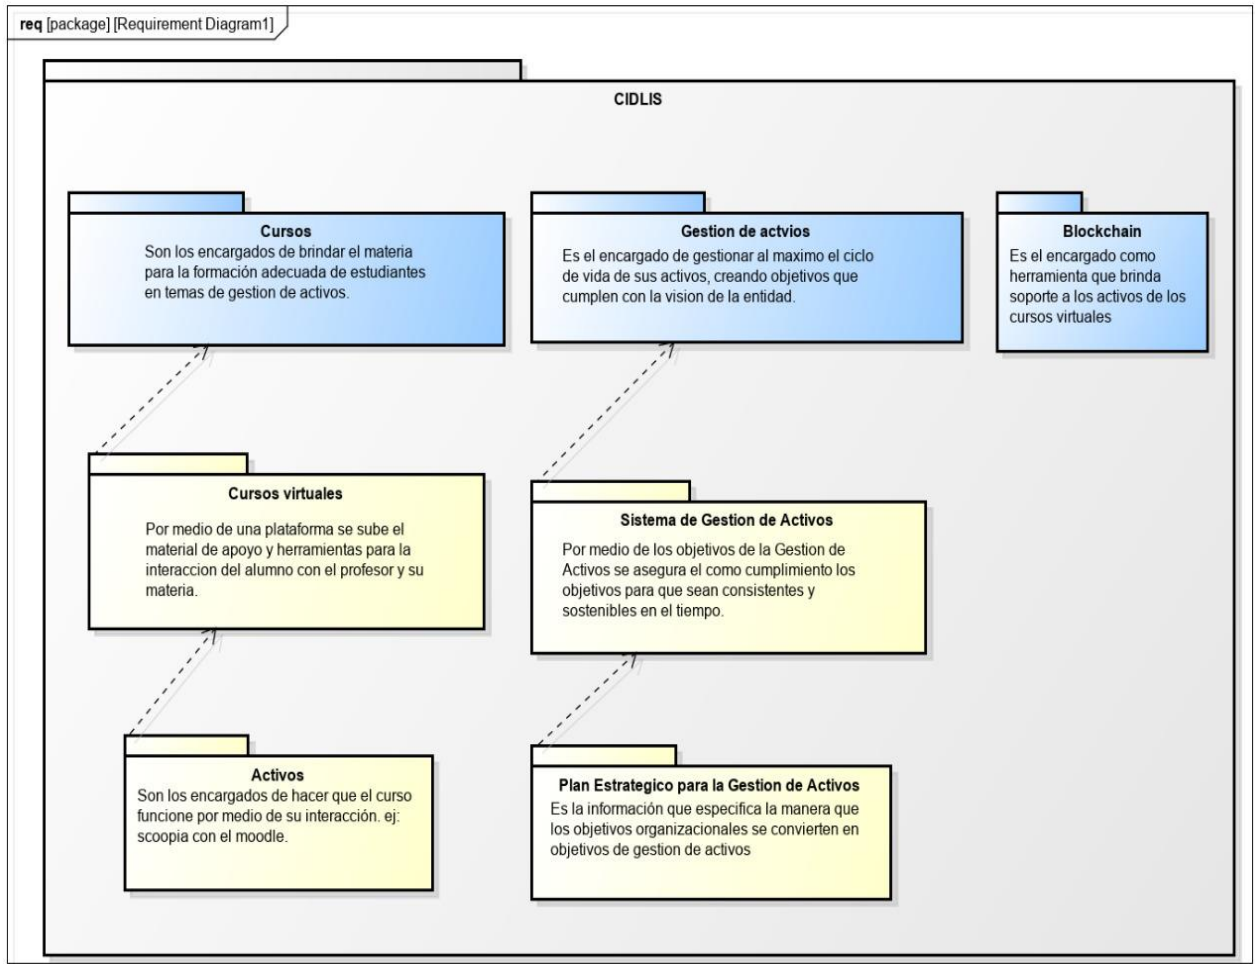 req [package] [Requirement Diagram1]
CIDLIS
Cursos
Son los encargados de brindar el materia
para la formación adecuada de estudiantes
en temas de gestion de activos.
Gestion de actvios
Es el encargado de gestionar al maximo el ciclo
de vida de sus activos, creando objetivos que
cumplen con la vision de la entidad.
Blockchain
Es el encargado como
herramienta que brinda
soporte a los activos de los
cursos virtuales
Cursos virtuales
Por medio de una plataforma se sube el
material de apoyo y herramientas para la
interaccion del alumno con el profesor y su
materia.
Sistema de Gestion de Activos
Por medio de los objetivos de la Gestion de
Activos se asegura el como cumplimiento los
objetivos para que sean consistentes y
sostenibles en el tiempo.
Activos
Son los encargados de hacer que el curso
funcione por medio de su interacción. ej:
scoopia con el moodle.
Plan Estrategico para la Gestion de Activos
Es la información que especifica la manera que
los objetivos organizacionales se convierten en
objetivos de gestion de activos